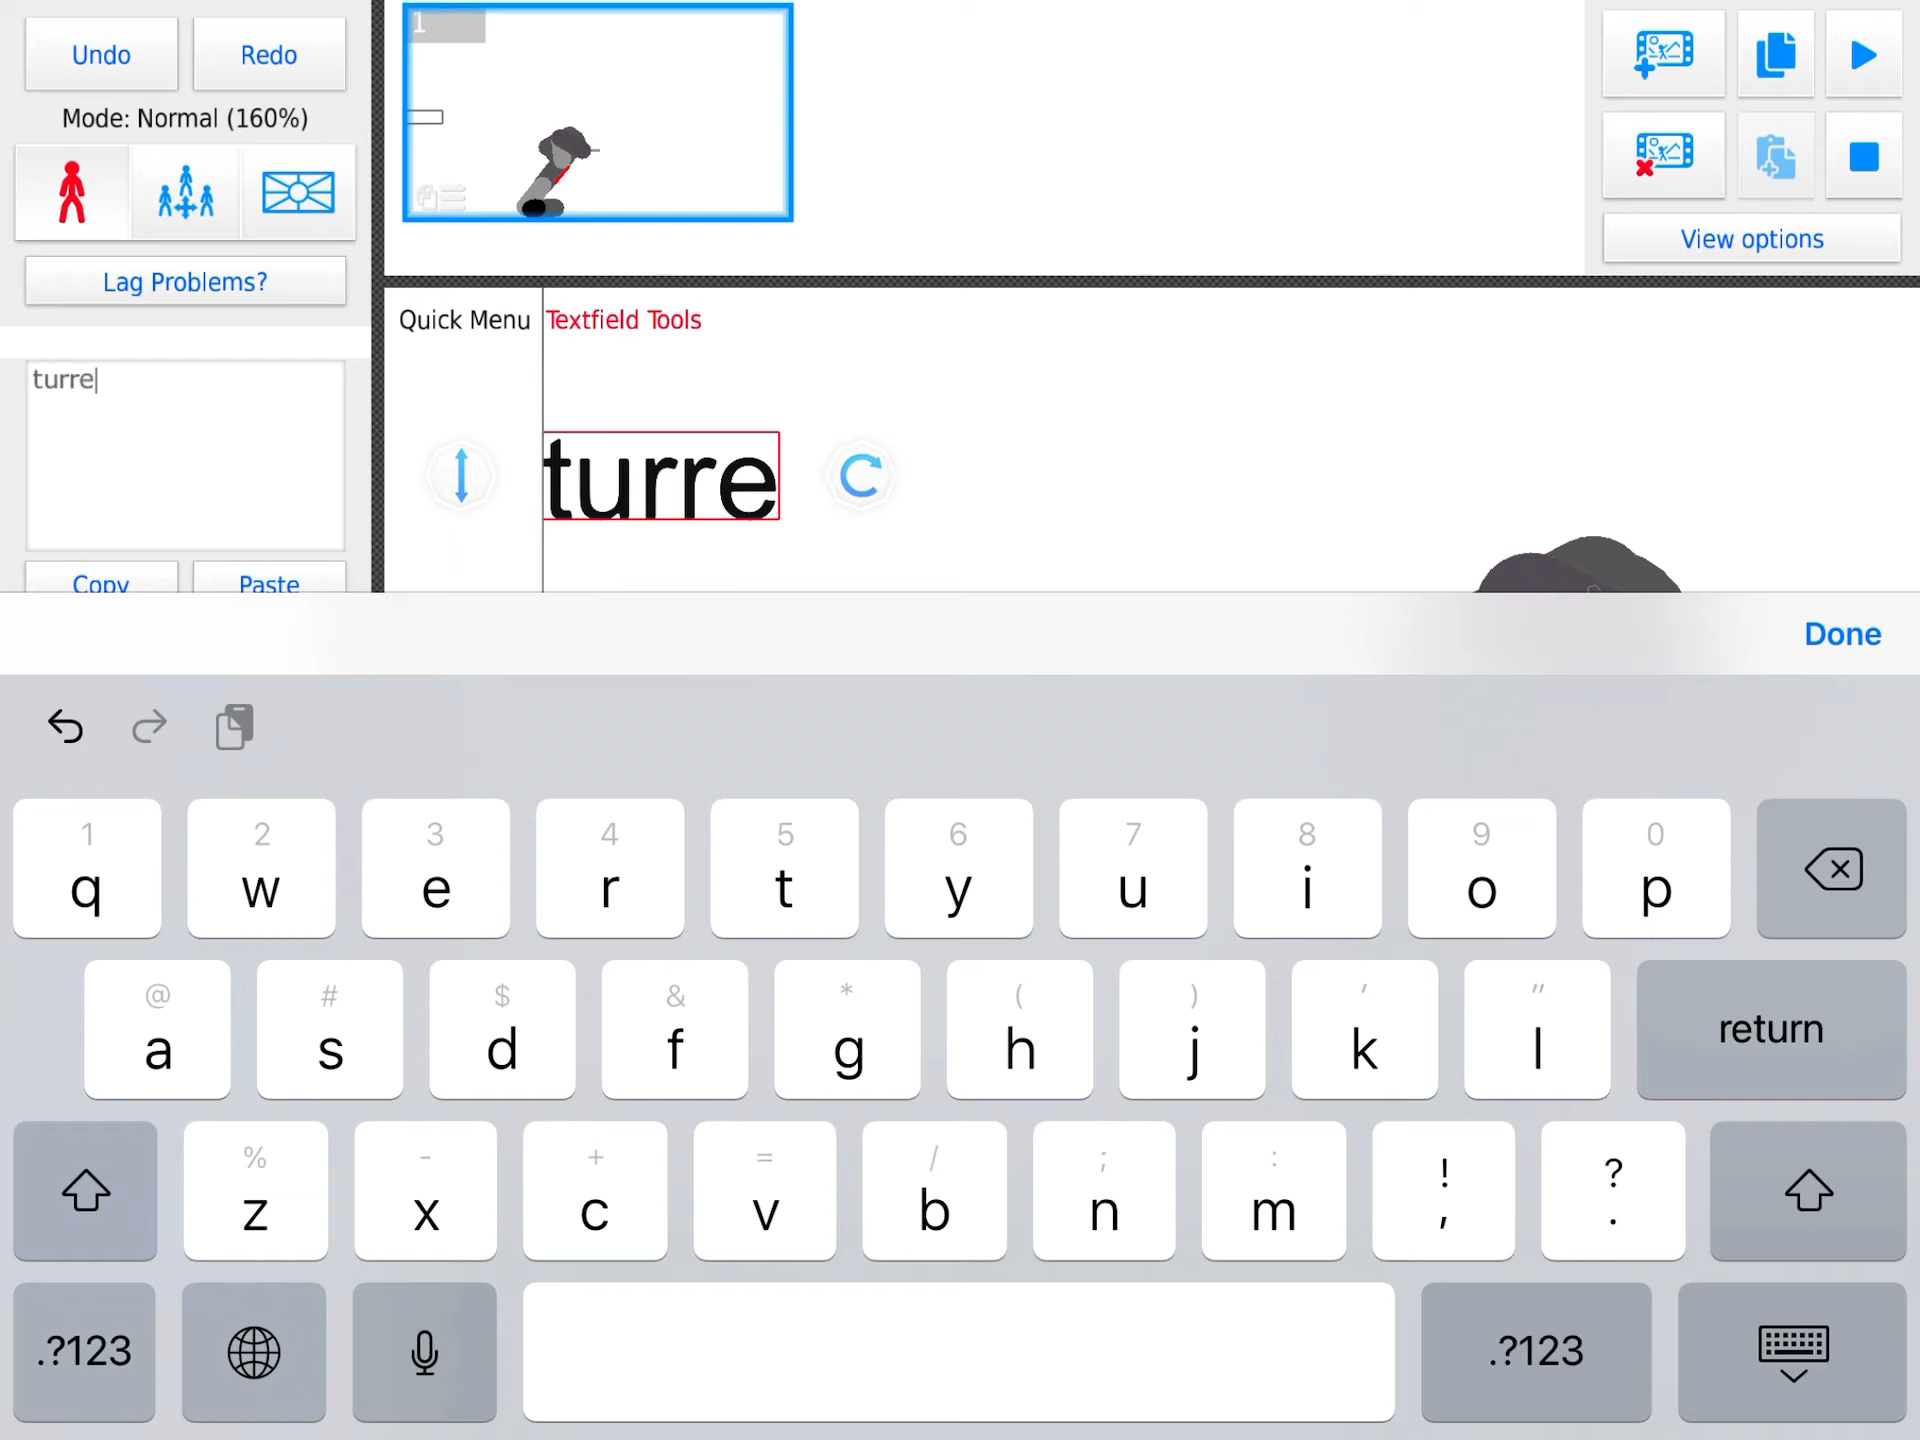 Undo Redo
Mode: Normal (160%)
Lag Problems?
turre
Copy Paste
1
View options
Quick Menu Textfield Tools
turre
Done
1 2 3 4 5 6 7 8 9 0
q w e r t y u i o p
@ # $ & * ( ) ' "
a s d f g h j k l return
% - + = / ; : ! ?
z x c v b n m , .
.?123 .?123